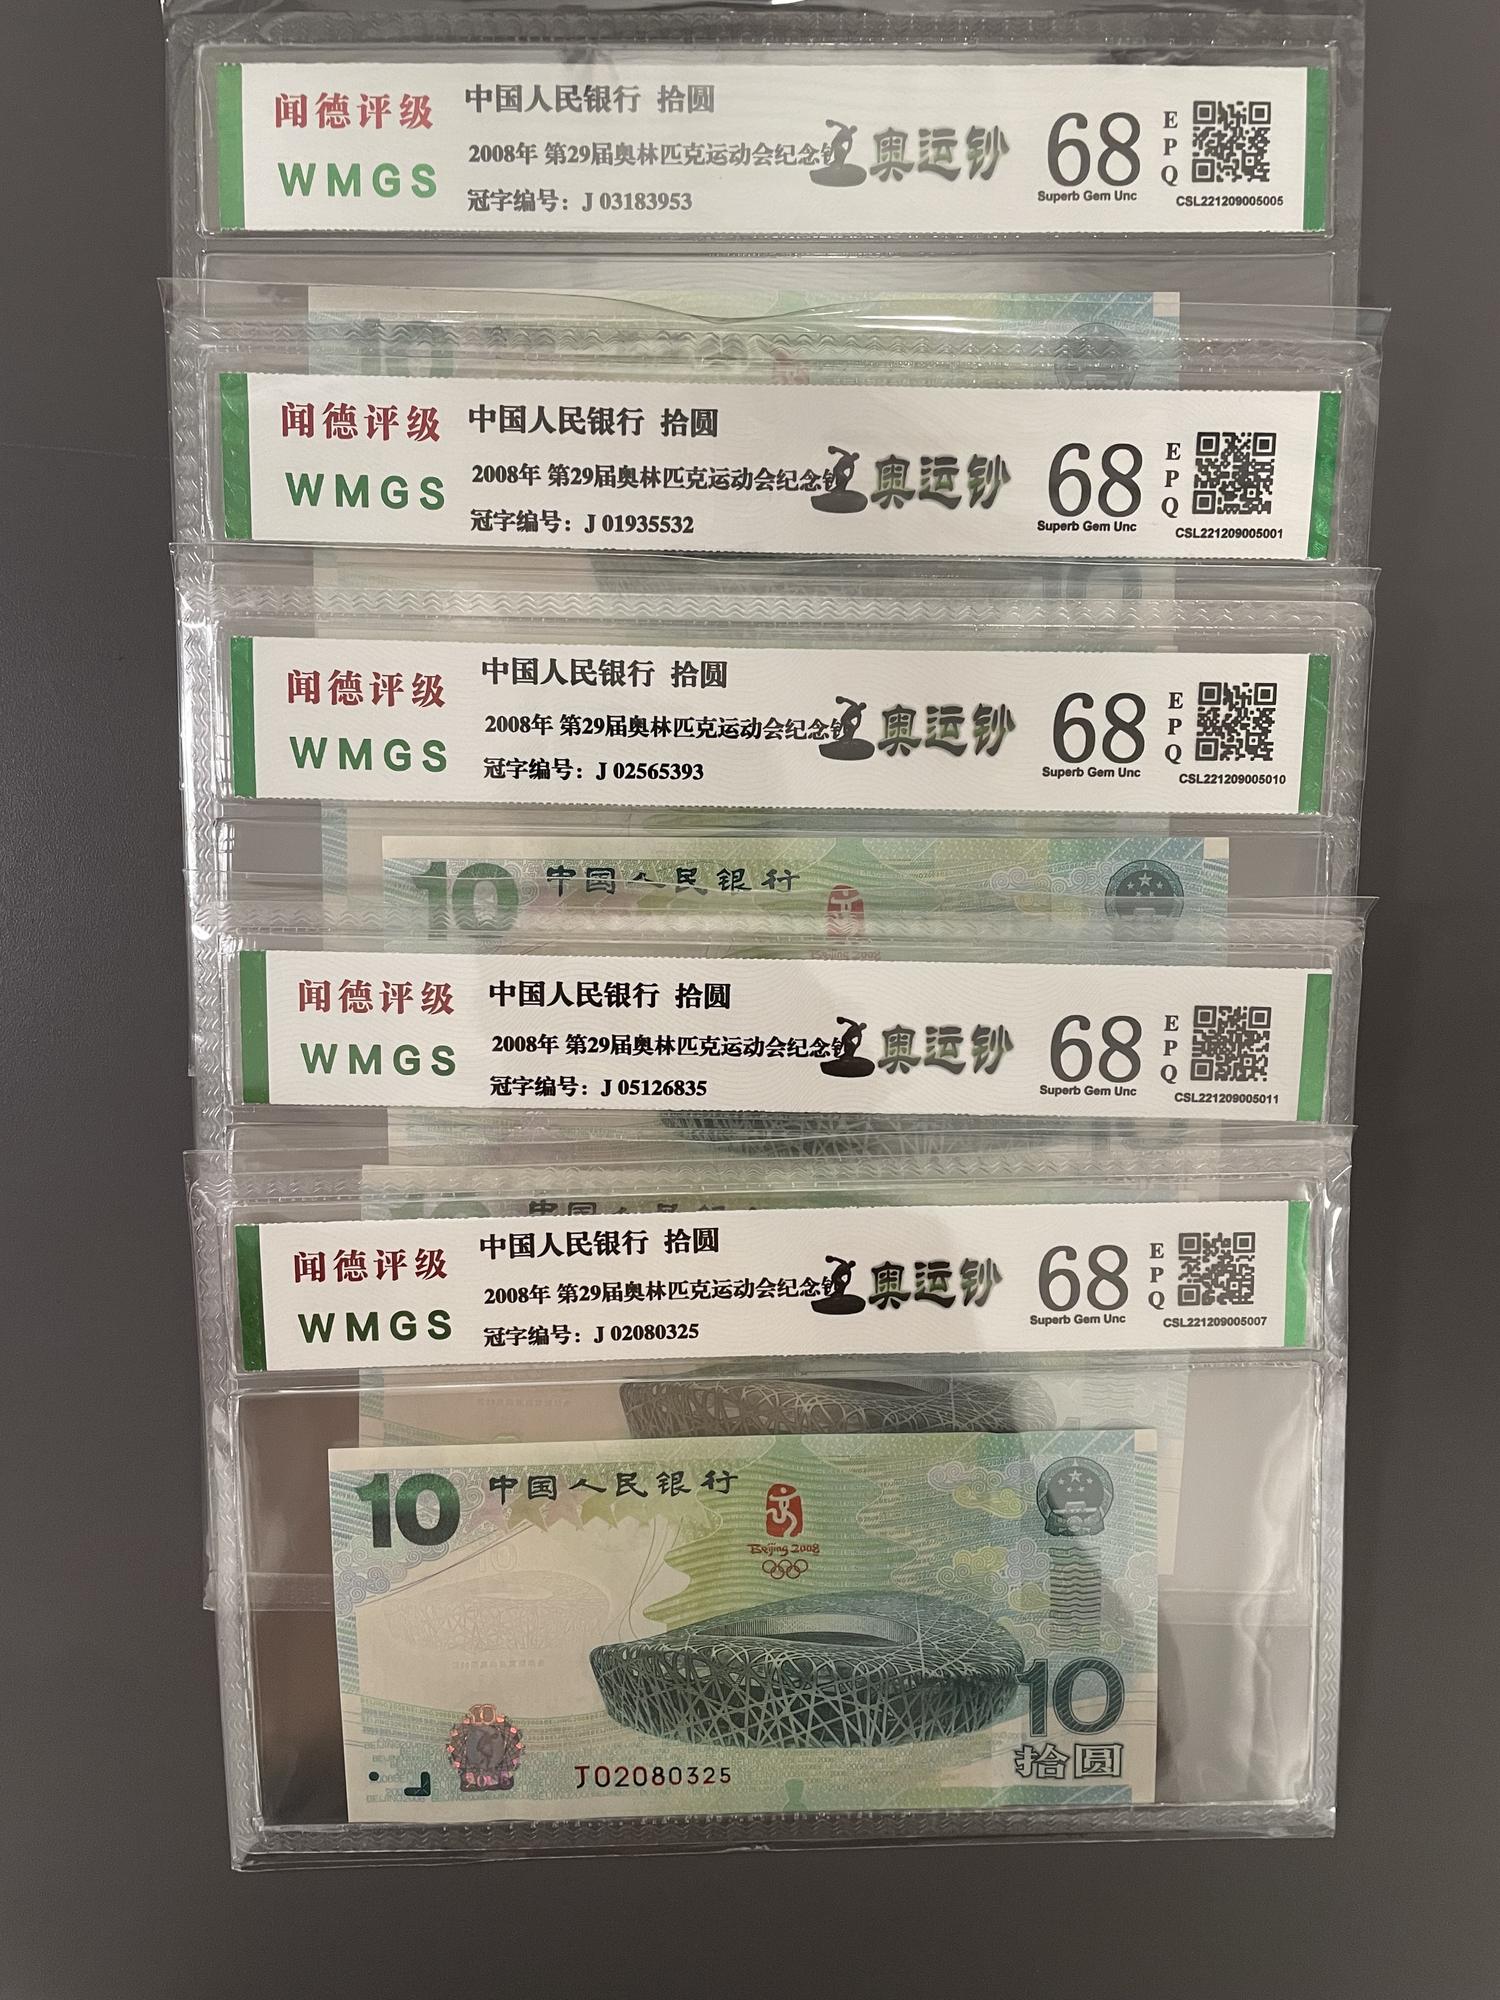 闻德评级
WMGS
中国人民银行 拾圆
2008年 第29届奥林匹克运动会纪念钞
冠字编号：J 03183953
奥运钞
68
Superb Gem Unc
EPQ
CSL221209005005
10
闻德评级
WMGS
中国人民银行 拾圆
2008年 第29届奥林匹克运动会纪念钞
冠字编号：J 01935532
奥运钞
68
Superb Gem Unc
EPQ
CSL221209005001
10
闻德评级
WMGS
中国人民银行 拾圆
2008年 第29届奥林匹克运动会纪念钞
冠字编号：J 02565393
奥运钞
68
Superb Gem Unc
EPQ
CSL221209005010
10 中国人民银行
闻德评级
WMGS
中国人民银行 拾圆
2008年 第29届奥林匹克运动会纪念钞
冠字编号：J 05126835
奥运钞
68
Superb Gem Unc
EPQ
CSL221209005011
闻德评级
WMGS
中国人民银行 拾圆
2008年 第29届奥林匹克运动会纪念钞
冠字编号：J 02080325
奥运钞
68
Superb Gem Unc
EPQ
CSL221209005007
10 中国人民银行
Beijing 2008
10
拾圆
J02080325